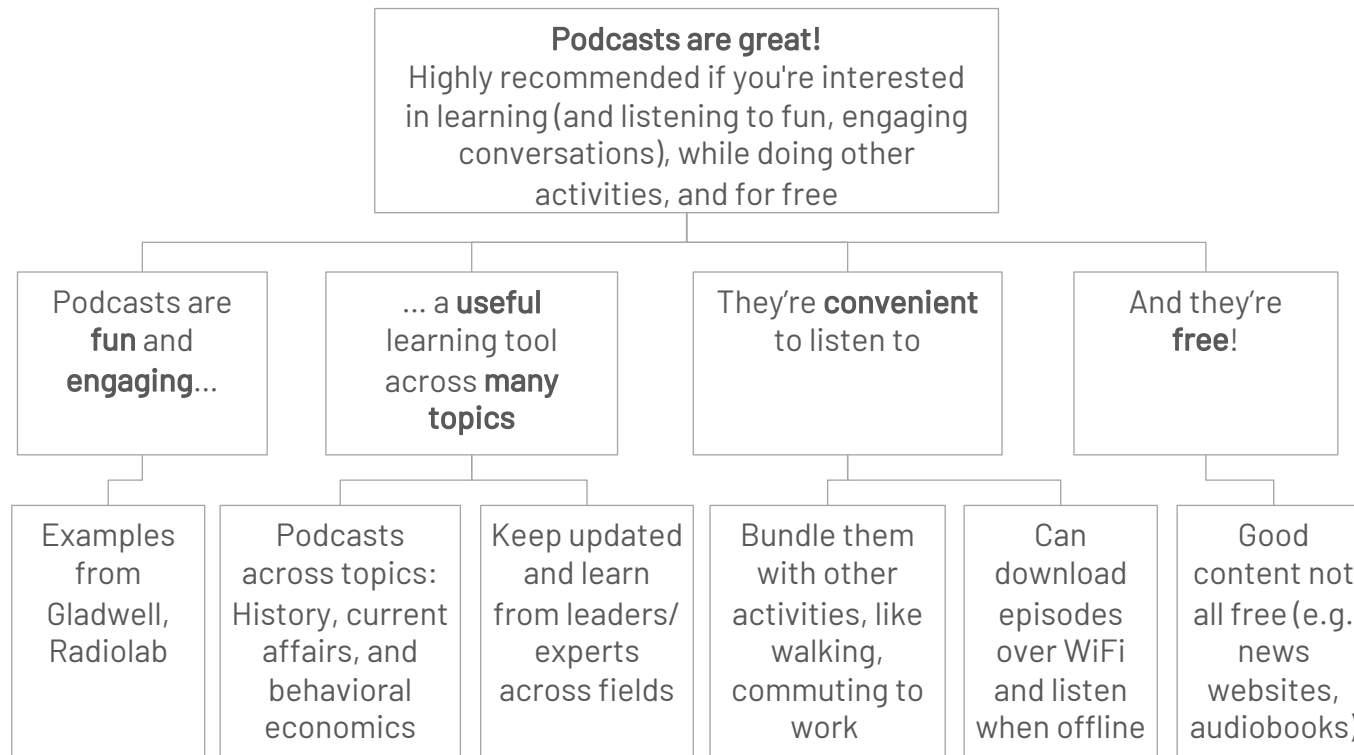 Podcasts are great!
Highly recommended if you're interested
in learning (and listening to fun, engaging
conversations), while doing other
activities, and for free
Podcasts are
fun and
engaging...
... a useful
learning tool
across many
topics
They’re convenient
to listen to
And they’re
free!
Examples
from
Gladwell,
Radiolab
Podcasts
across topics:
History, current
affairs, and
behavioral
economics
Keep updated
and learn
from leaders/
experts
across fields
Bundle them
with other
activities, like
walking,
commuting to
work
Can
download
episodes
over WiFi
and listen
when offline
Good
content not
all free (e.g.
news
websites,
audiobooks)